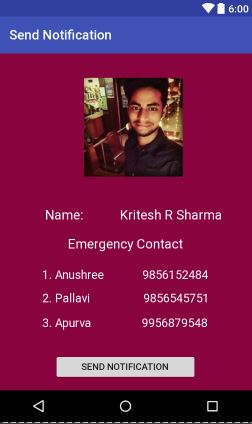 6:00
Send Notification
Name: Kritesh R Sharma
Emergency Contact
1. Anushree 9856152484
2. Pallavi 9856545751
3. Apurva 9956879548
SEND NOTIFICATION